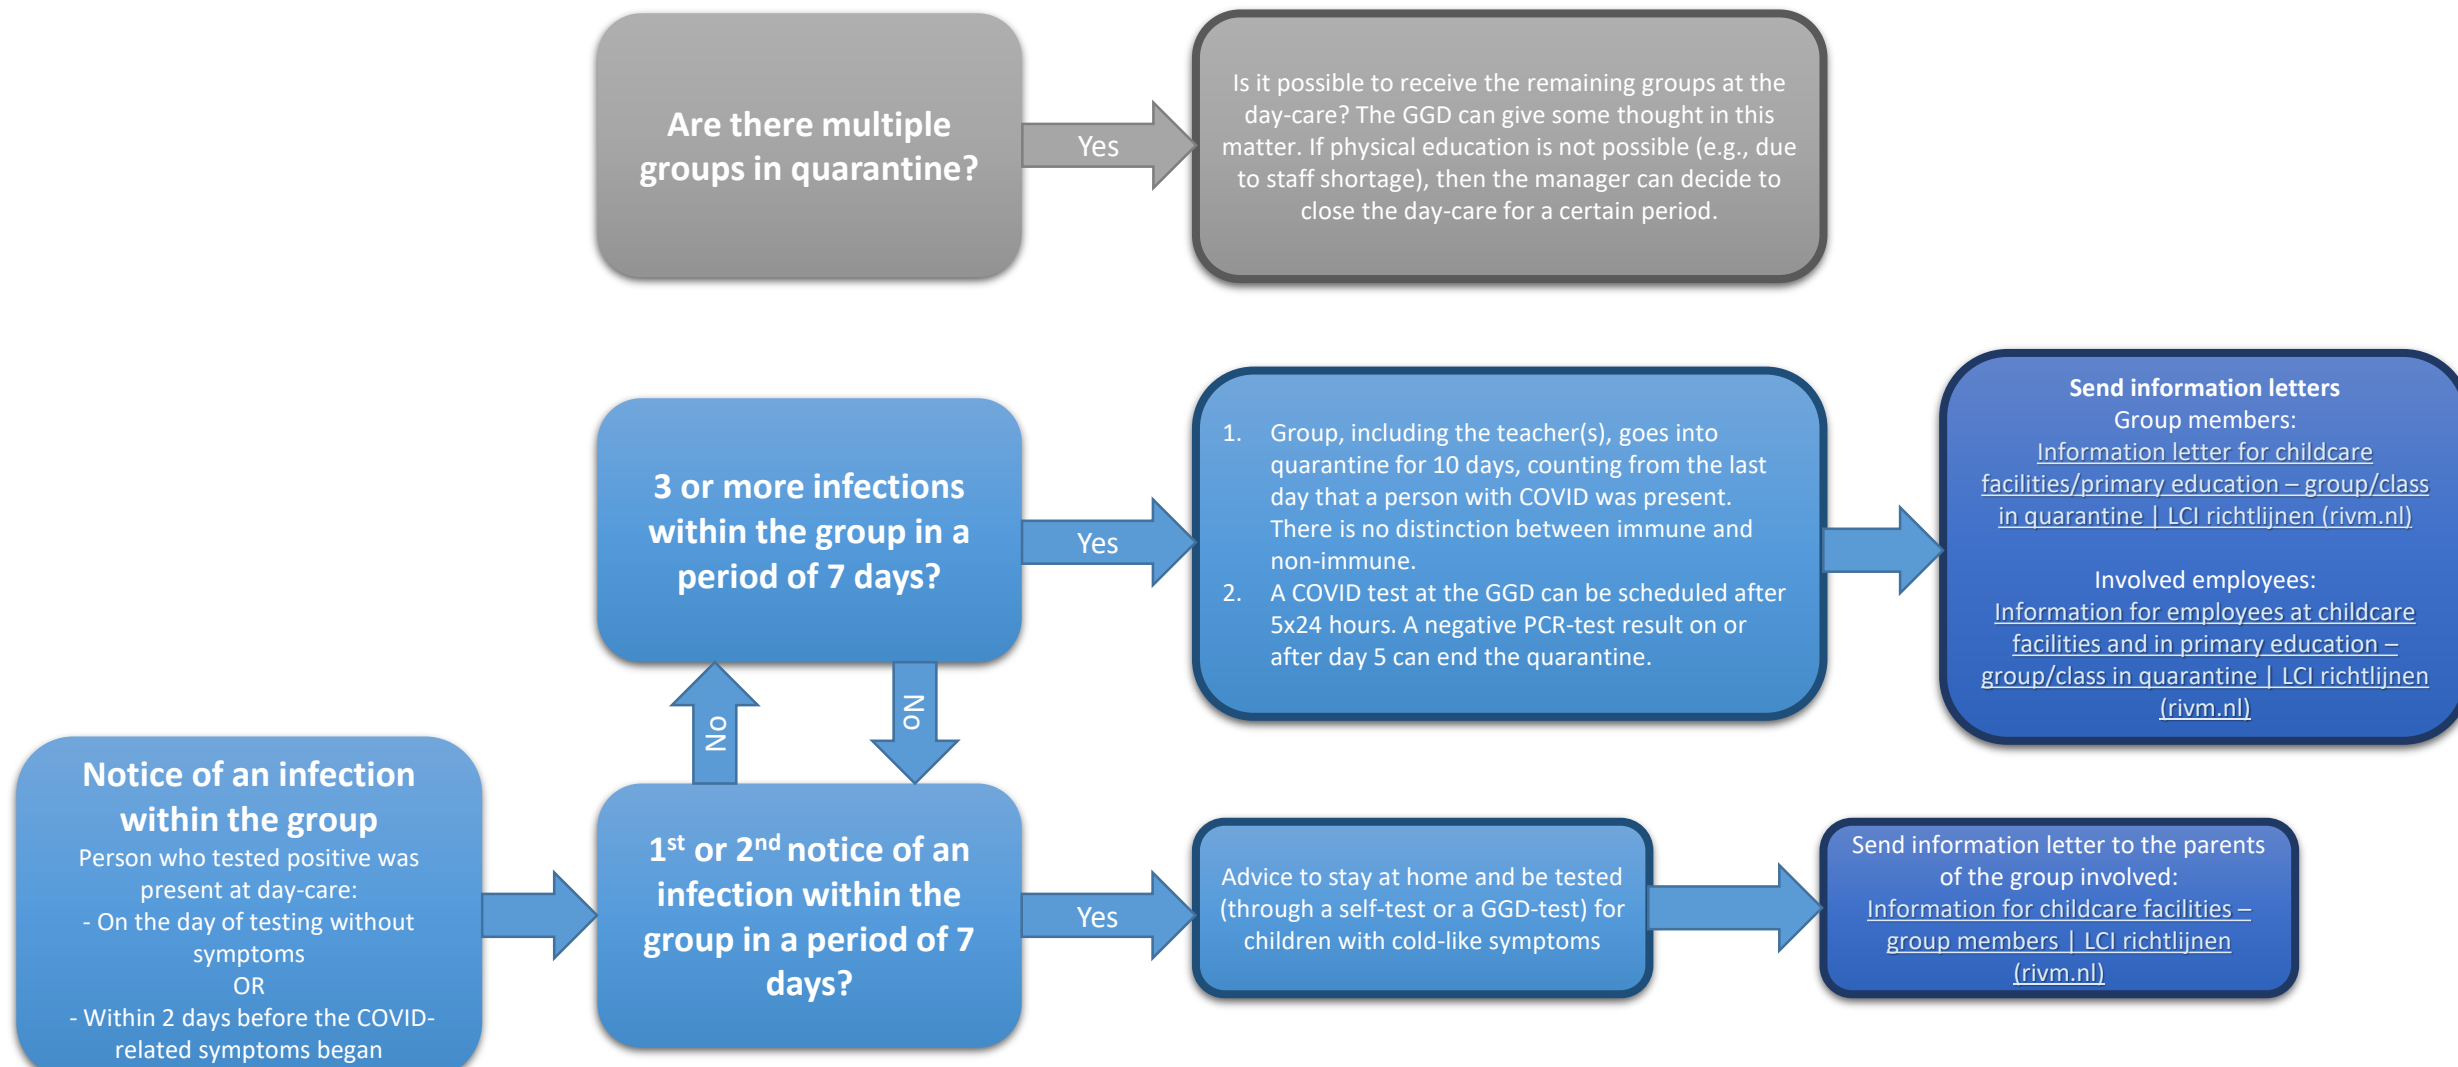 Are there multiple
groups in quarantine?
Yes
Is it possible to receive the remaining groups at the
day-care? The GGD can give some thought in this
matter. If physical education is not possible (e.g., due
to staff shortage), then the manager can decide to
close the day-care for a certain period.
3 or more infections
within the group in a
period of 7 days?
Yes
1. Group, including the teacher(s), goes into
quarantine for 10 days, counting from the last
day that a person with COVID was present.
There is no distinction between immune and
non-immune.
2. A COVID test at the GGD can be scheduled after
5x24 hours. A negative PCR-test result on or
after day 5 can end the quarantine.
Send information letters
Group members:
Information letter for childcare
facilities/primary education – group/class
in quarantine | LCI richtlijnen (rivm.nl)
Involved employees:
Information for employees at childcare
facilities and in primary education –
group/class in quarantine | LCI richtlijnen
(rivm.nl)
No
No
Notice of an infection
within the group
Person who tested positive was
present at day-care:
- On the day of testing without
symptoms
OR
- Within 2 days before the COVID-
related symptoms began
1st or 2nd notice of an
infection within the
group in a period of 7
days?
Yes
Advice to stay at home and be tested
(through a self-test or a GGD-test) for
children with cold-like symptoms
Send information letter to the parents
of the group involved:
Information for childcare facilities –
group members | LCI richtlijnen
(rivm.nl)